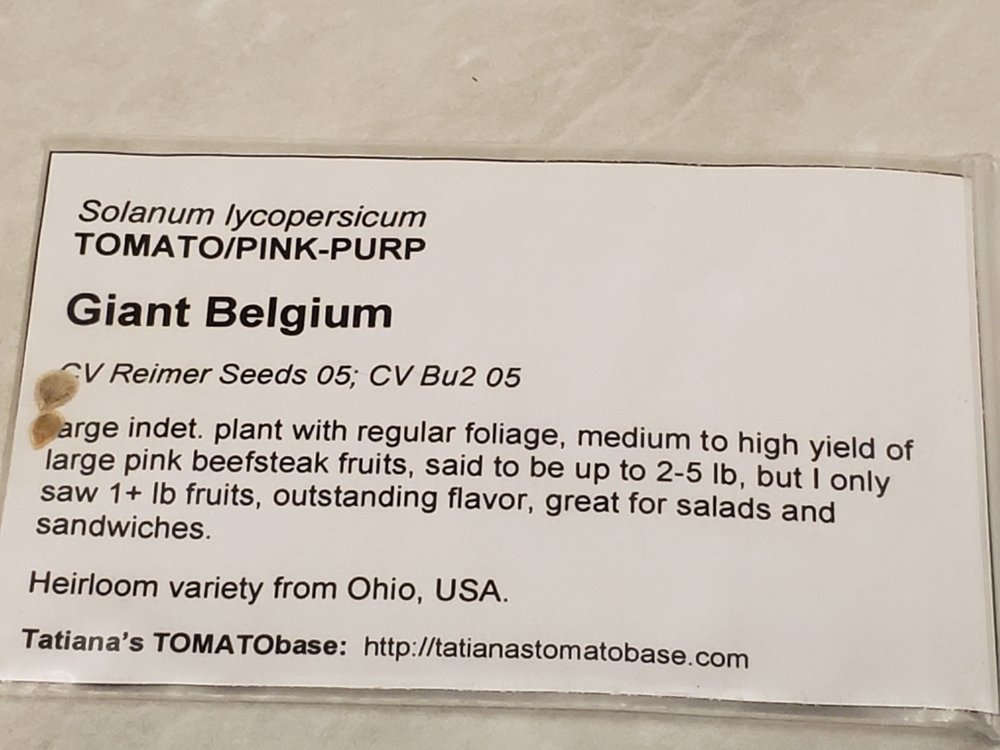 Solanum lycopersicum
TOMATO/PINK-PURP
Giant Belgium
CV Reimer Seeds 05; CV Bu2 05
arge indet. plant with regular foliage, medium to high yield of
large pink beefsteak fruits, said to be up to 2-5 lb, but I only
saw 1+ lb fruits, outstanding flavor, great for salads and
sandwiches.
Heirloom variety from Ohio, USA.
Tatiana's TOMATObase: http://tatianastomatobase.com